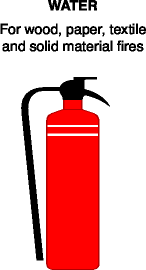 WATER
For wood, paper, textile
and solid material fires